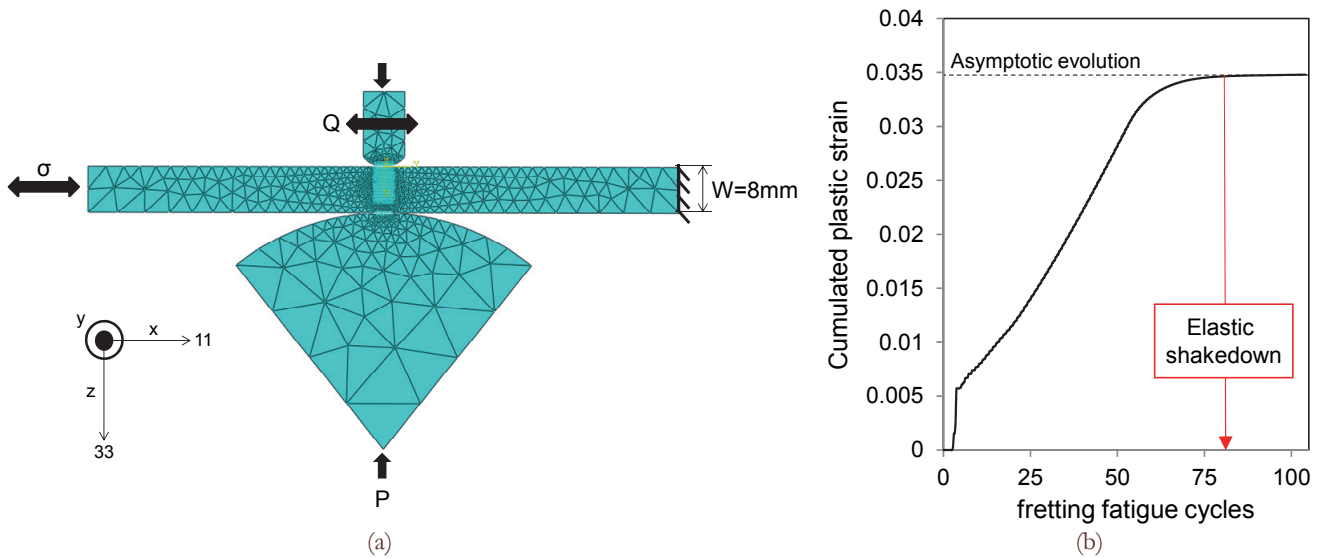 Q
σ
W=8mm
y
x
11
z
33
P
(a)
0.04
0.035
0.03
0.025
0.02
0.015
0.01
0.005
0
Cumulated plastic strain
Asymptotic evolution
Elastic
shakedown
0
25
50
75
100
fretting fatigue cycles
(b)